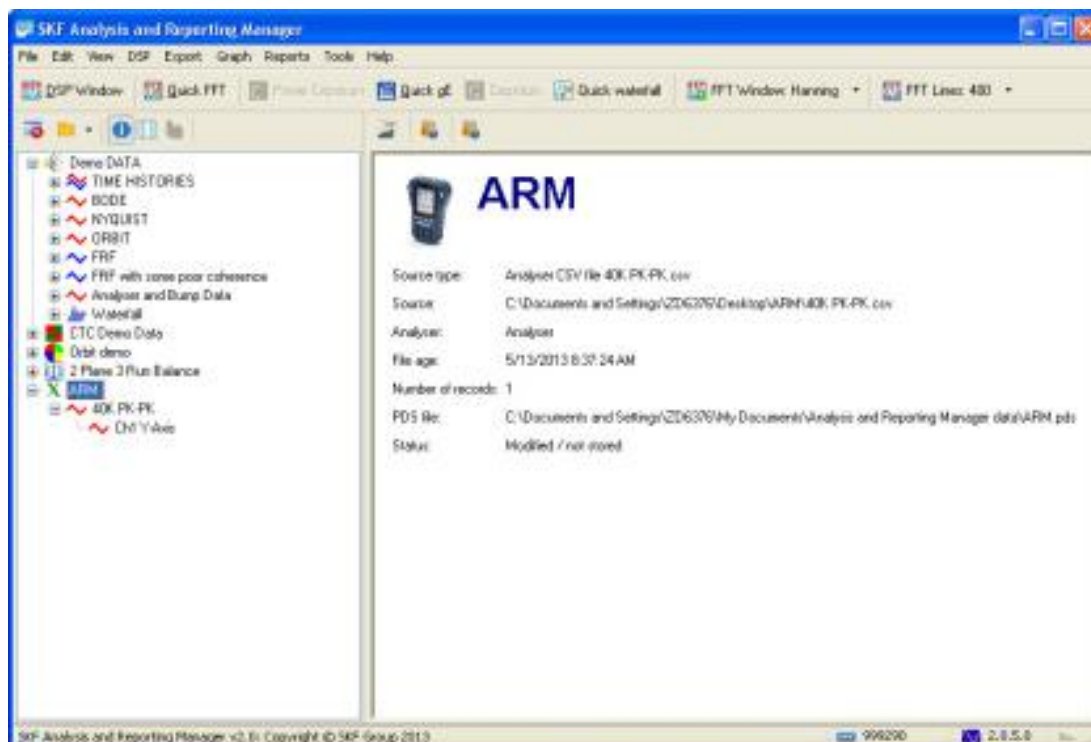 SKF Analysis and Reporting Manager
File Edit View DSP Export Graph Reports Tools Help
DSP Window Quick FFT Quick gE Quick waterfall FFT Window: Hanning FFT Lines: 400
Demo DATA
TIME HISTORIES
BODE
NYQUIST
ORBIT
FRF
FRF with some poor coherence
Analyser and Bump Data
Waterfall
CTC Demo Data
Orbit demo
2 Plane 3 Run Balance
ARM
40K PK-PK
Ch1 Y-Axis
ARM
Source type: Analyser CSV file 40K PK-PK.csv
Source: C:\Documents and Settings\ZD6376\Desktop\ARM\40K PK-PK.csv
Analyser: Analyser
File age: 5/13/2013 8:37:24 AM
Number of records: 1
PDS file: C:\Documents and Settings\ZD6376\My Documents\Analysis and Reporting Manager data\ARM.pds
Status: Modified / not stored
SKF Analysis and Reporting Manager Copyright © SKF Group 2013 998290 2.0.5.0